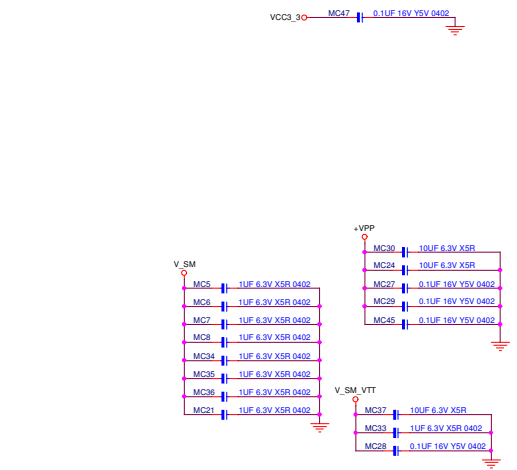 VCC3_3 MC47 0.1UF 16V Y5V 0402
+VPP
MC30 10UF 6.3V X5R
MC24 10UF 6.3V X5R
MC27 0.1UF 16V Y5V 0402
MC29 0.1UF 16V Y5V 0402
MC45 0.1UF 16V Y5V 0402
V_SM
MC5 1UF 6.3V X5R 0402
MC6 1UF 6.3V X5R 0402
MC7 1UF 6.3V X5R 0402
MC8 1UF 6.3V X5R 0402
MC34 1UF 6.3V X5R 0402
MC35 1UF 6.3V X5R 0402
MC36 1UF 6.3V X5R 0402
MC21 1UF 6.3V X5R 0402
V_SM_VTT
MC37 10UF 6.3V X5R
MC33 1UF 6.3V X5R 0402
MC28 0.1UF 16V Y5V 0402